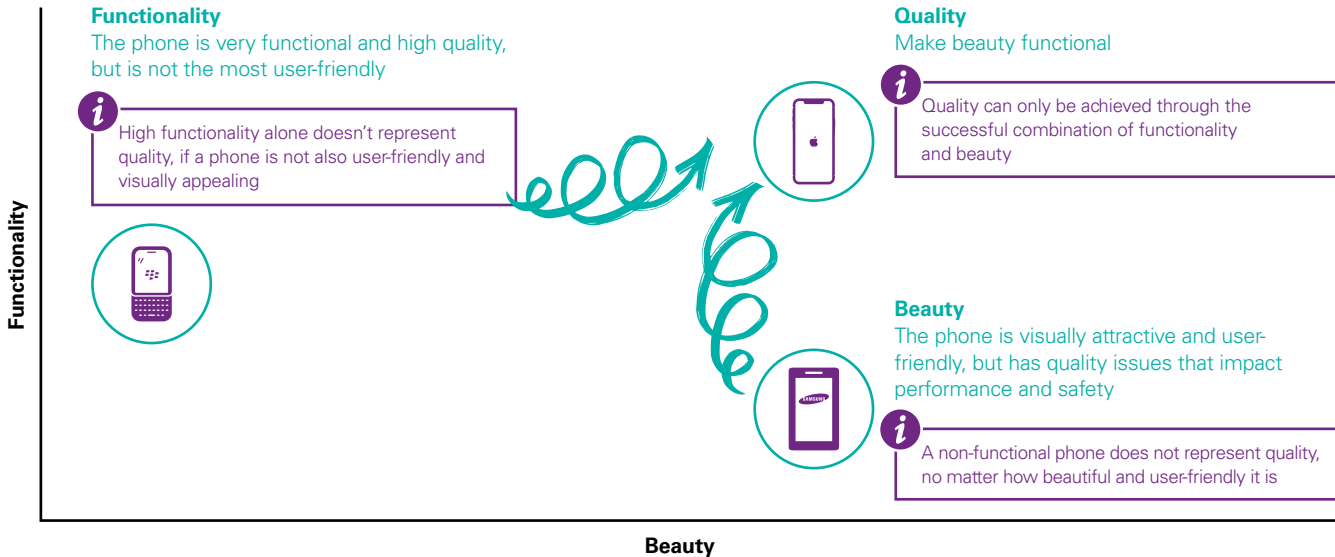 Functionality
The phone is very functional and high quality,
but is not the most user-friendly
i
High functionality alone doesn’t represent
quality, if a phone is not also user-friendly and
visually appealing
Quality
Make beauty functional
i
Quality can only be achieved through the
successful combination of functionality
and beauty
Functionality
Beauty
The phone is visually attractive and user-
friendly, but has quality issues that impact
performance and safety
SAMSUNG
i
A non-functional phone does not represent quality,
no matter how beautiful and user-friendly it is
Beauty